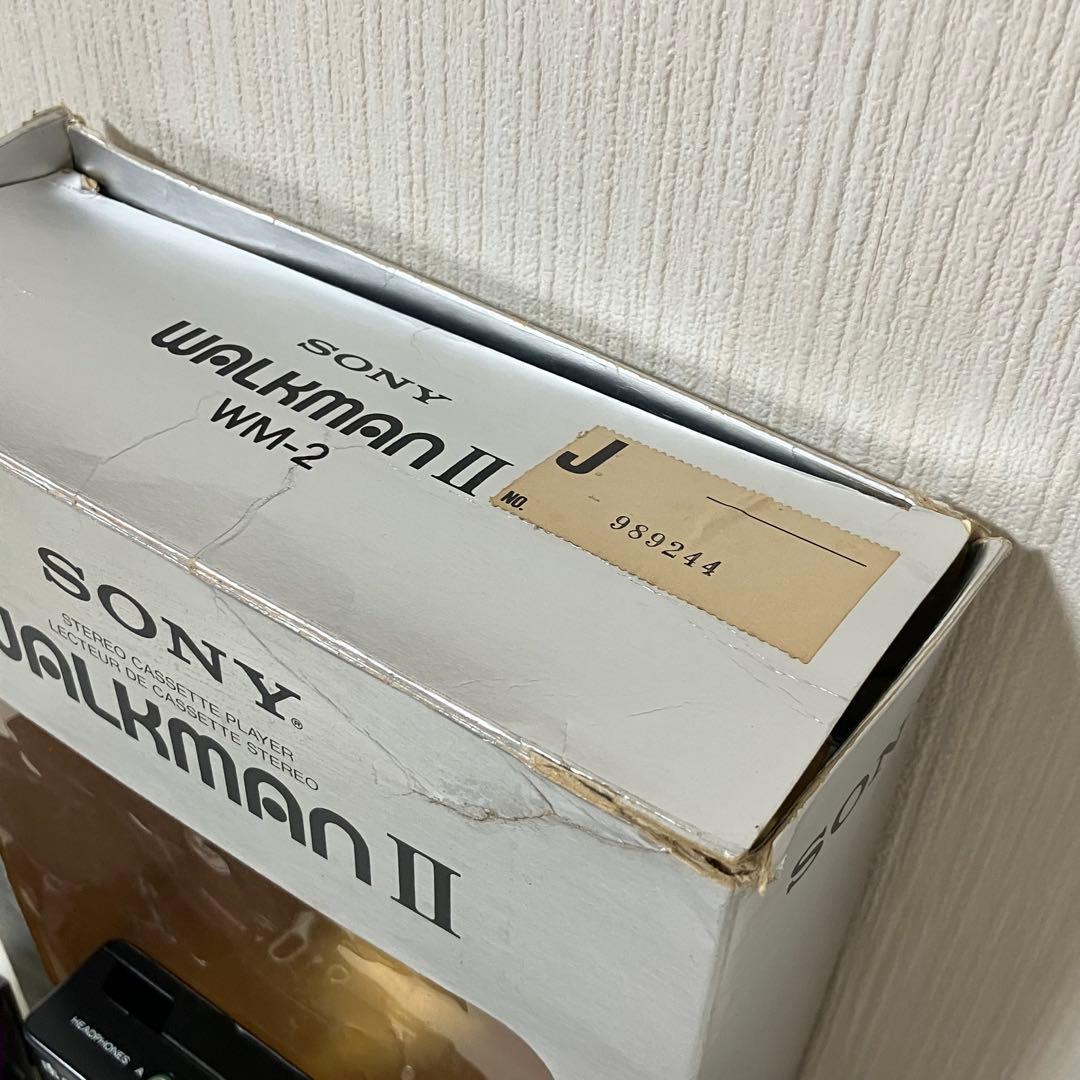 SONY
WALKMAN II
WM-2
J
NO. 989244
SONY®
STEREO CASSETTE PLAYER
LECTEUR DE CASSETTE STEREO
WALKMAN II
SON
HEADPHONES A